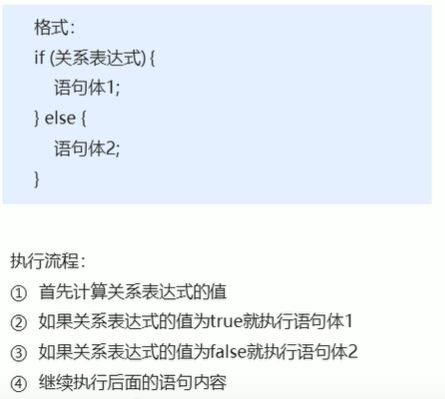 格式：
if (关系表达式) {
语句体1;
} else {
语句体2;
}
执行流程：
① 首先计算关系表达式的值
② 如果关系表达式的值为true就执行语句体1
③ 如果关系表达式的值为false就执行语句体2
④ 继续执行后面的语句内容